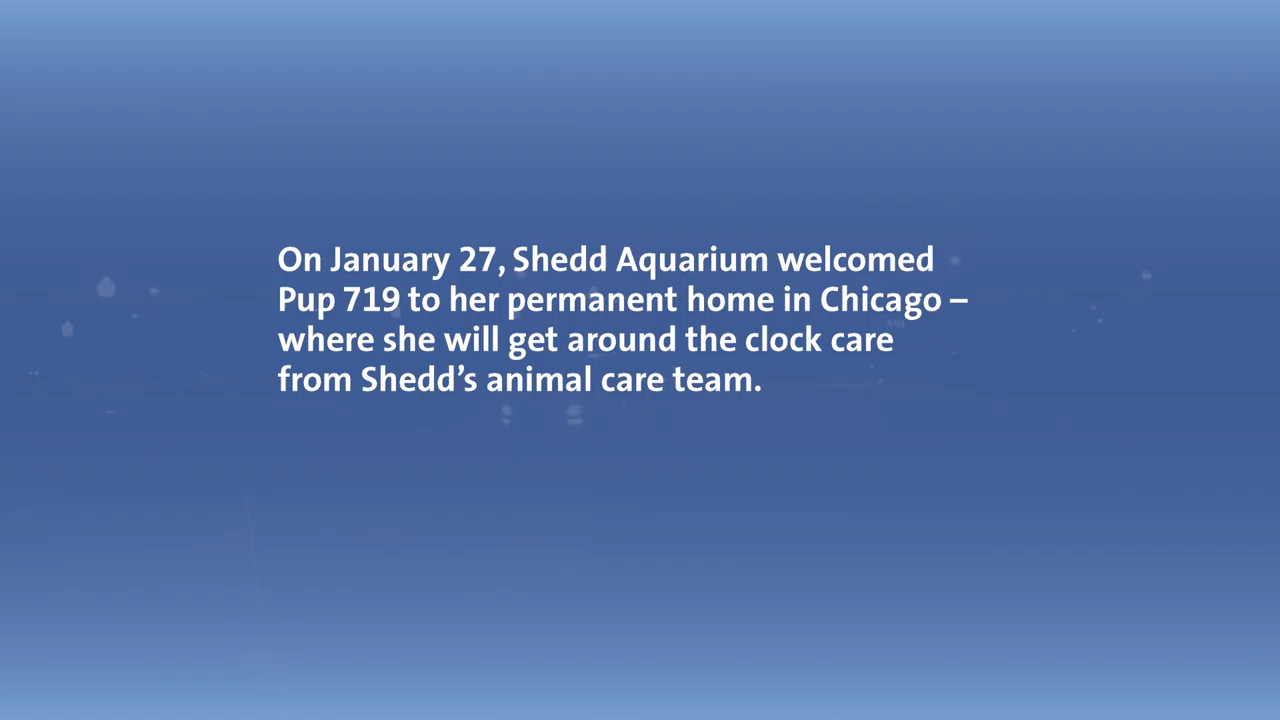 On January 27, Shedd Aquarium welcomed
Pup 719 to her permanent home in Chicago –
where she will get around the clock care
from Shedd’s animal care team.